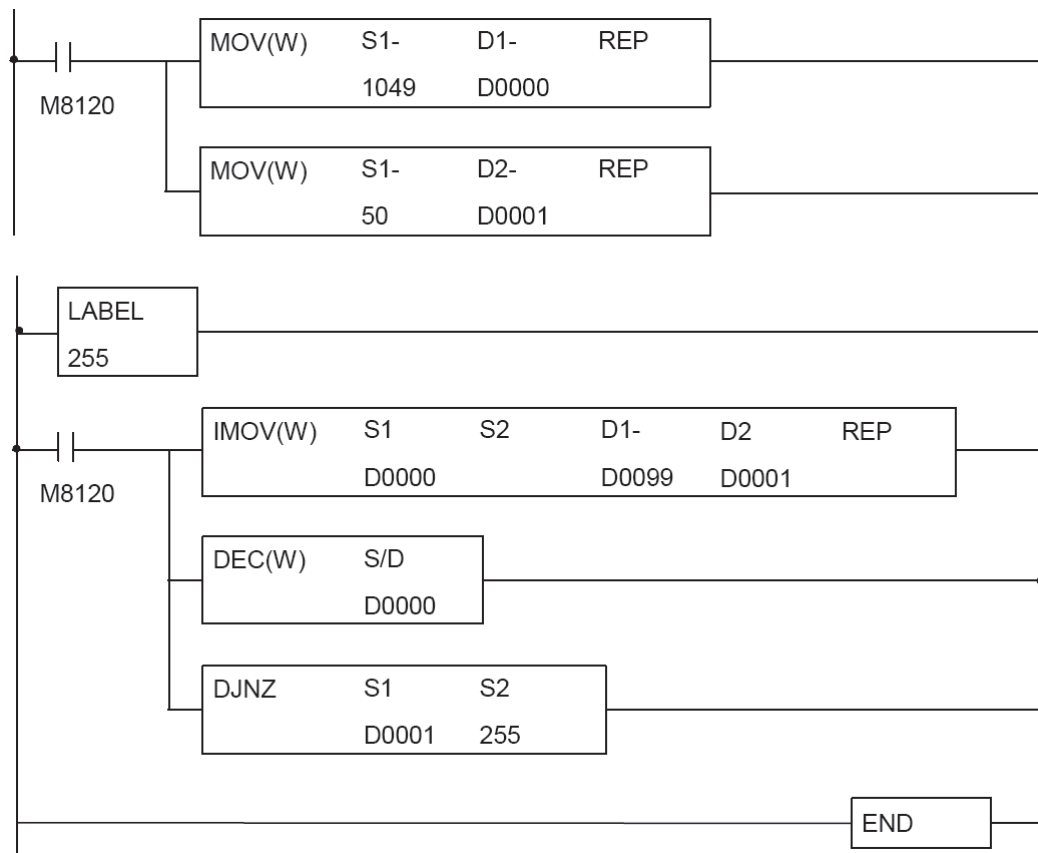 MOV(W) S1- D1- REP
1049 D0000
M8120
MOV(W) S1- D2- REP
50 D0001
LABEL
255
IMOV(W) S1 S2 D1- D2 REP
D0000 D0099 D0001
M8120
DEC(W) S/D
D0000
DJNZ S1 S2
D0001 255
END